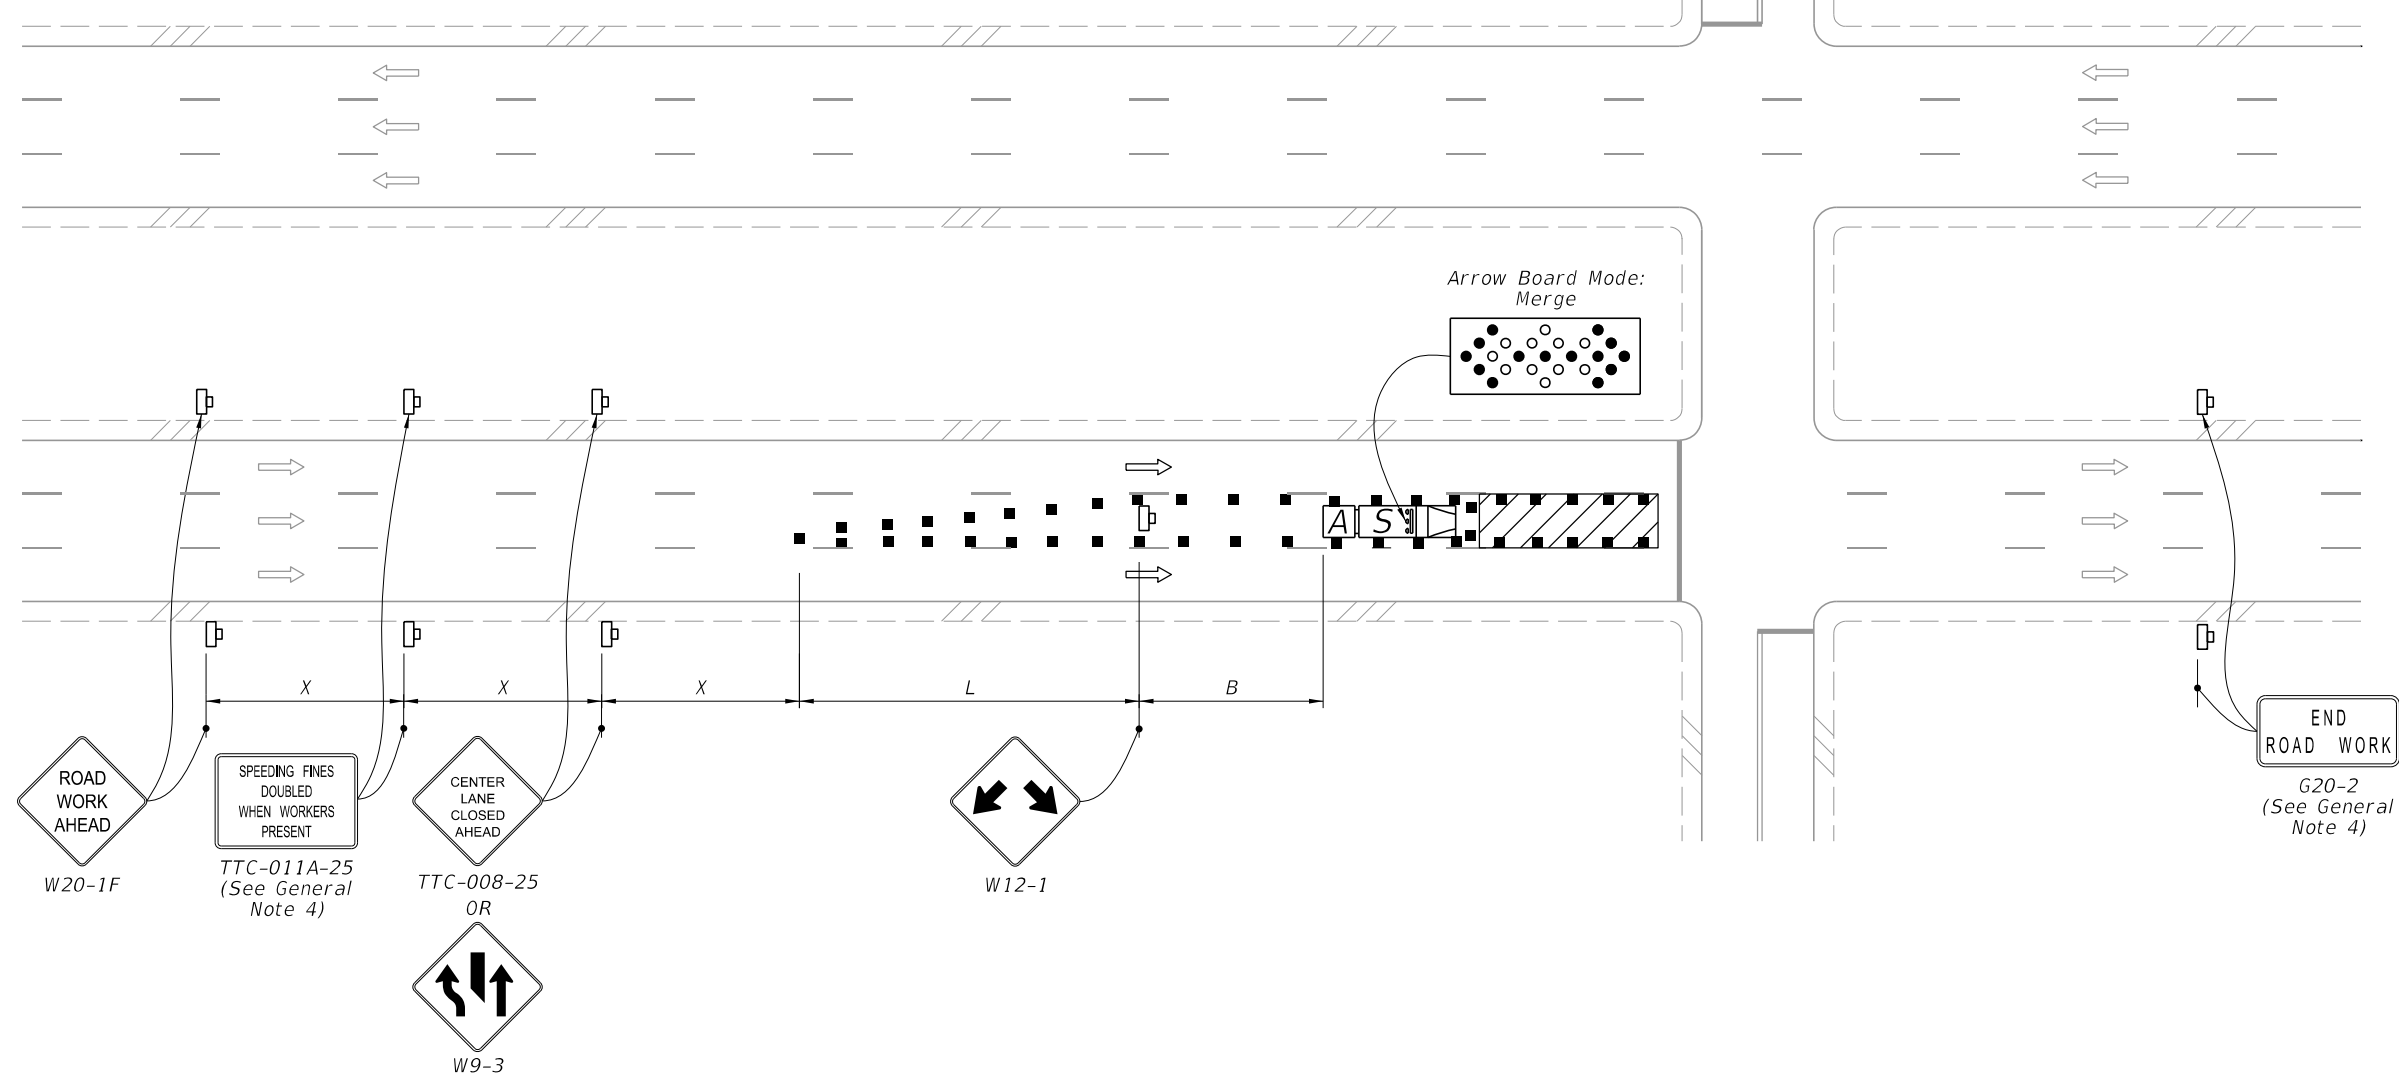 Arrow Board Mode:
Merge
A S
X X X L B
ROAD
WORK
AHEAD
W20-1F
SPEEDING FINES
DOUBLED
WHEN WORKERS
PRESENT
TTC-011A-25
(See General
Note 4)
CENTER
LANE
CLOSED
AHEAD
TTC-008-25
OR
W9-3
W12-1
END
ROAD WORK
G20-2
(See General
Note 4)